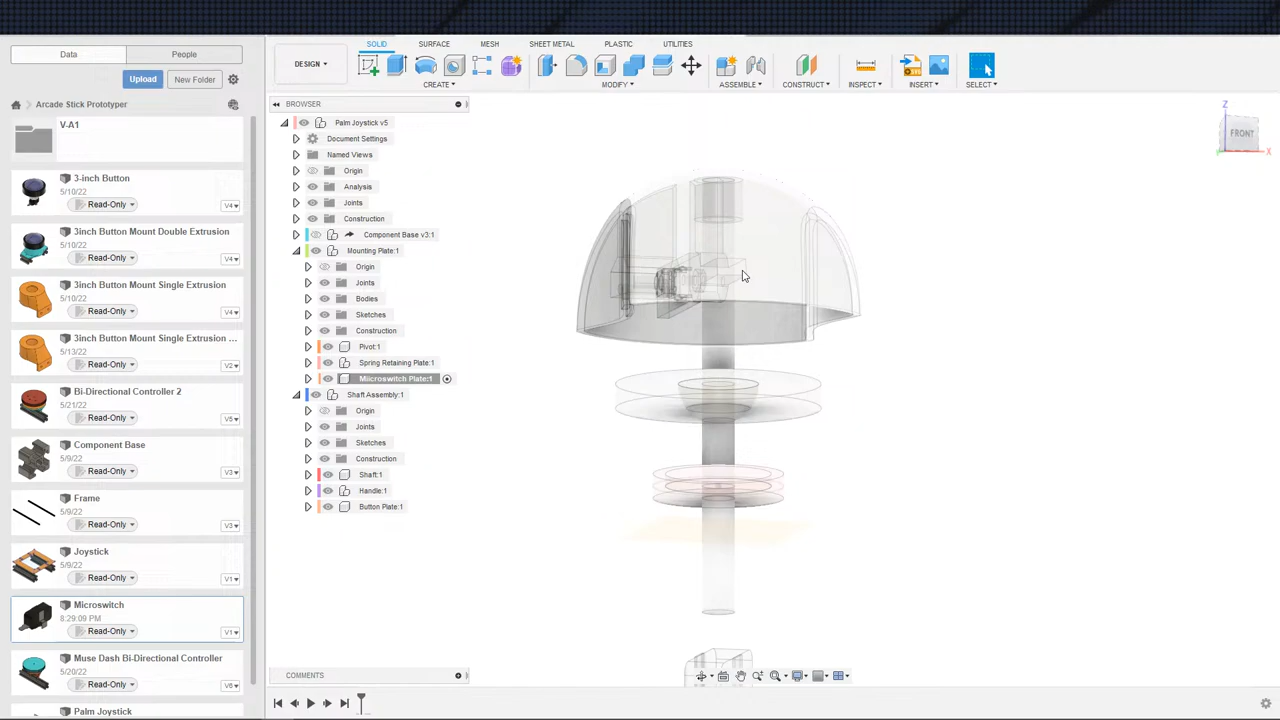 Data People
SOLID SURFACE MESH SHEET METAL PLASTIC UTILITIES
DESIGN
Upload New Folder
CREATE MODIFY ASSEMBLE CONSTRUCT INSPECT INSERT SELECT
Arcade Stick Prototyper
V-A1
3-inch Button
5/10/22
Read-Only V4
3inch Button Mount Double Extrusion
5/10/22
Read-Only V4
3inch Button Mount Single Extrusion
5/10/22
Read-Only V4
3inch Button Mount Single Extrusion ...
5/13/22
Read-Only V2
Bi-Directional Controller 2
5/21/22
Read-Only V5
Component Base
5/9/22
Read-Only V3
Frame
5/9/22
Read-Only V3
Joystick
5/9/22
Read-Only V1
Microswitch
8:29:09 PM
Read-Only V1
Muse Dash Bi-Directional Controller
5/20/22
Read-Only V6
Palm Joystick
BROWSER
Palm Joystick v5
Document Settings
Named Views
Origin
Analysis
Joints
Construction
Component Base v3:1
Mounting Plate:1
Origin
Joints
Bodies
Sketches
Construction
Pivot:1
Spring Retaining Plate:1
Miicroswitch Plate:1
Shaft Assembly:1
Origin
Joints
Sketches
Construction
Shaft:1
Handle:1
Button Plate:1
COMMENTS
Z
FRONT
X
Y